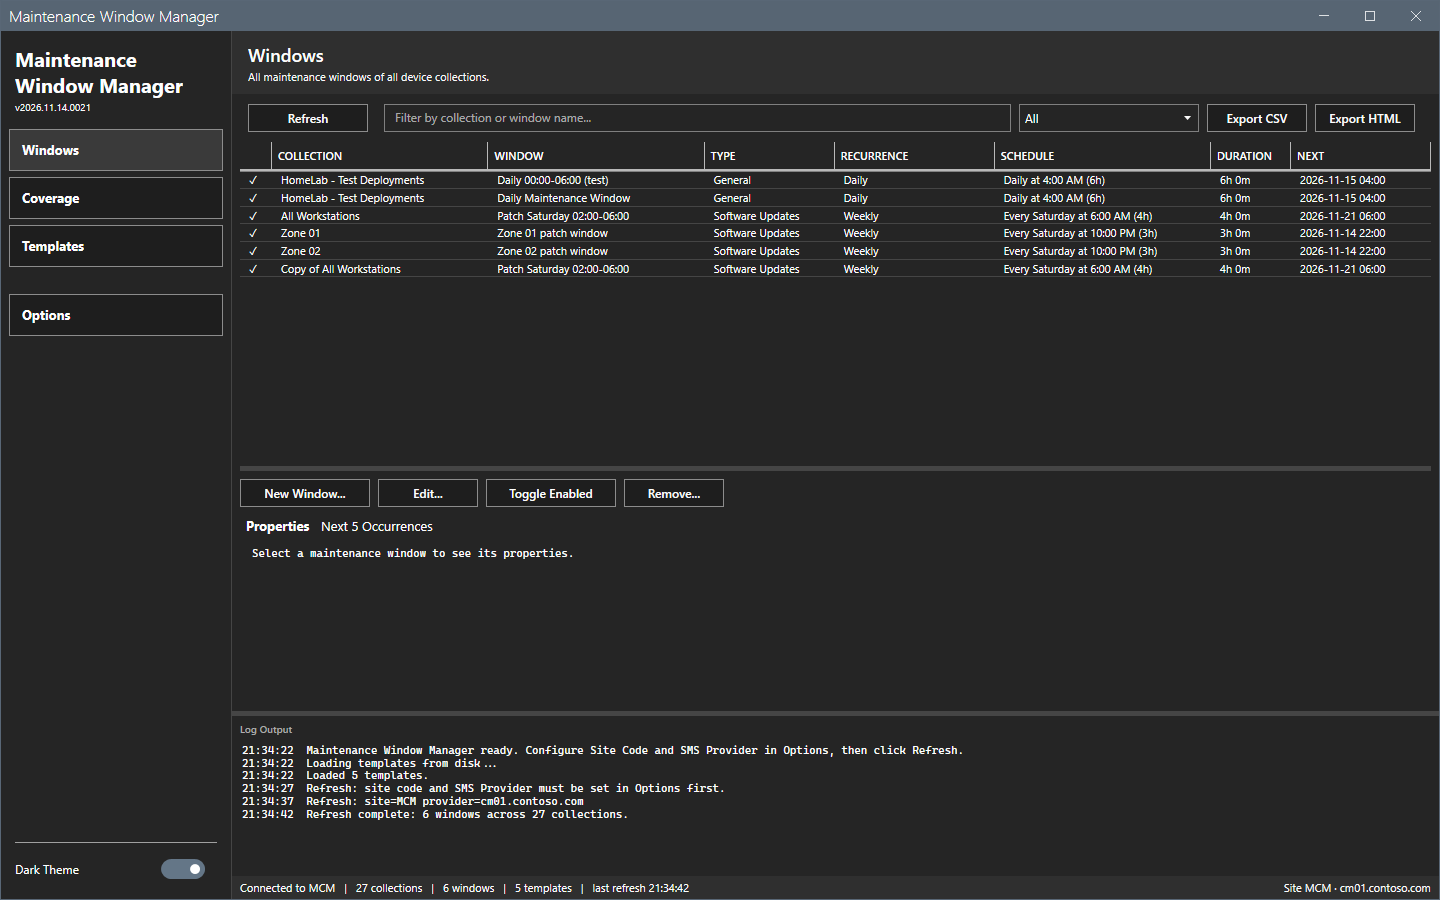 Maintenance Window Manager
Maintenance
Window Manager
v2026.11.14.0021
Windows
Coverage
Templates
Options
Dark Theme
Windows
All maintenance windows of all device collections.
Refresh
Filter by collection or window name...
All
Export CSV
Export HTML
COLLECTION WINDOW TYPE RECURRENCE SCHEDULE DURATION NEXT
✓ HomeLab - Test Deployments Daily 00:00-06:00 (test) General Daily Daily at 4:00 AM (6h) 6h 0m 2026-11-15 04:00
✓ HomeLab - Test Deployments Daily Maintenance Window General Daily Daily at 4:00 AM (6h) 6h 0m 2026-11-15 04:00
✓ All Workstations Patch Saturday 02:00-06:00 Software Updates Weekly Every Saturday at 6:00 AM (4h) 4h 0m 2026-11-21 06:00
✓ Zone 01 Zone 01 patch window Software Updates Weekly Every Saturday at 10:00 PM (3h) 3h 0m 2026-11-14 22:00
✓ Zone 02 Zone 02 patch window Software Updates Weekly Every Saturday at 10:00 PM (3h) 3h 0m 2026-11-14 22:00
✓ Copy of All Workstations Patch Saturday 02:00-06:00 Software Updates Weekly Every Saturday at 6:00 AM (4h) 4h 0m 2026-11-21 06:00
New Window...
Edit...
Toggle Enabled
Remove...
Properties Next 5 Occurrences
Select a maintenance window to see its properties.
Log Output
21:34:22 Maintenance Window Manager ready. Configure Site Code and SMS Provider in Options, then click Refresh.
21:34:22 Loading templates from disk...
21:34:22 Loaded 5 templates.
21:34:27 Refresh: site code and SMS Provider must be set in Options first.
21:34:37 Refresh: site=MCM provider=cm01.contoso.com
21:34:42 Refresh complete: 6 windows across 27 collections.
Connected to MCM | 27 collections | 6 windows | 5 templates | last refresh 21:34:42
Site MCM · cm01.contoso.com